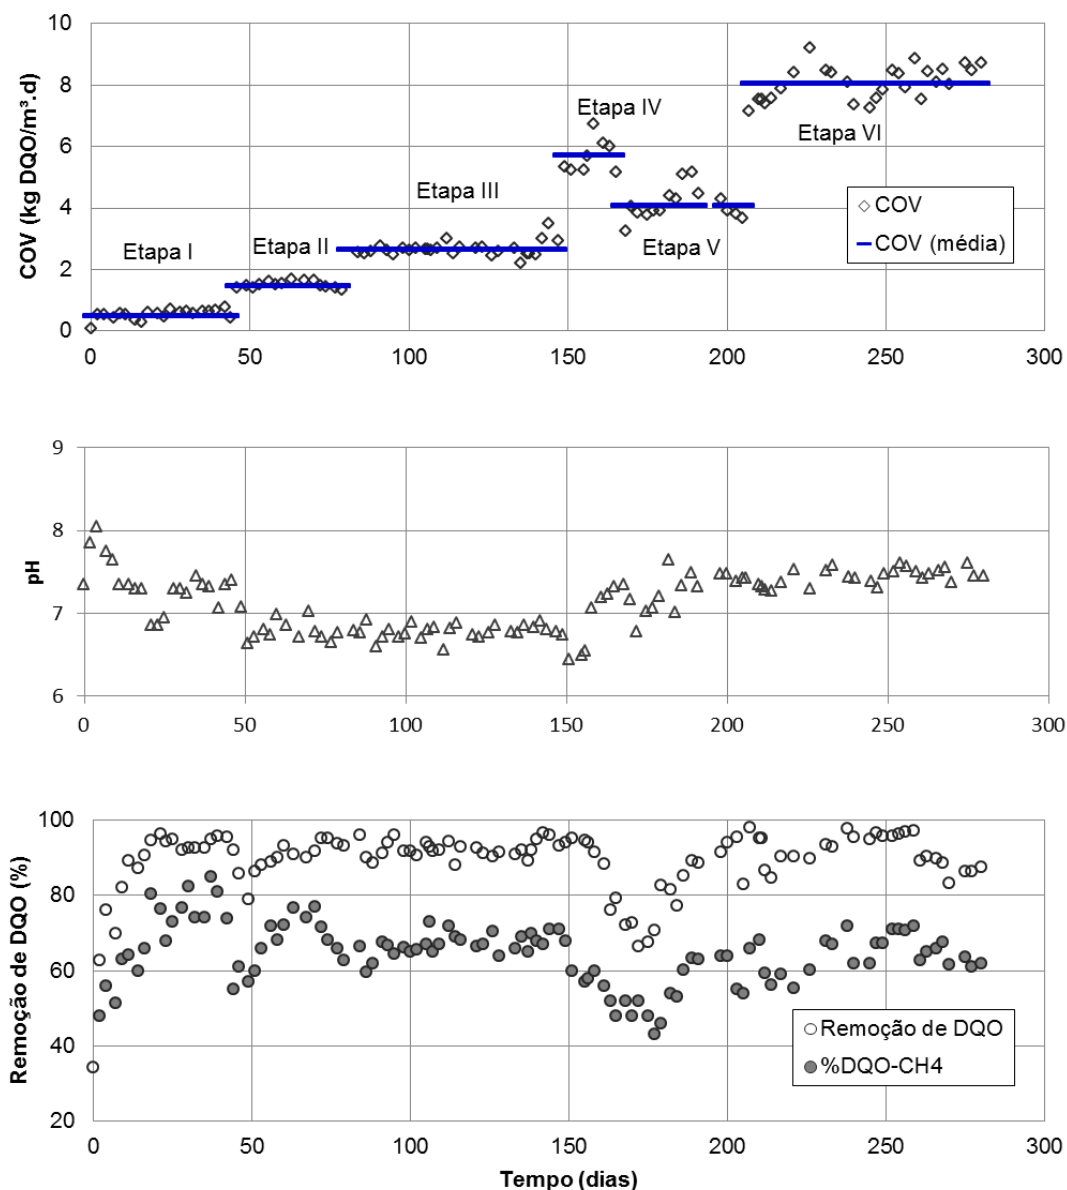 10
8
6
4
2
0
COV (kg DQO/m³.d)
Etapa I
Etapa II
Etapa III
Etapa IV
Etapa V
Etapa VI
COV
COV (média)
0 50 100 150 200 250 300
9
8
7
6
pH
0 50 100 150 200 250 300
100
80
60
40
20
Remoção de DQO (%)
Remoção de DQO
%DQO-CH4
0 50 100 150 200 250 300
Tempo (dias)